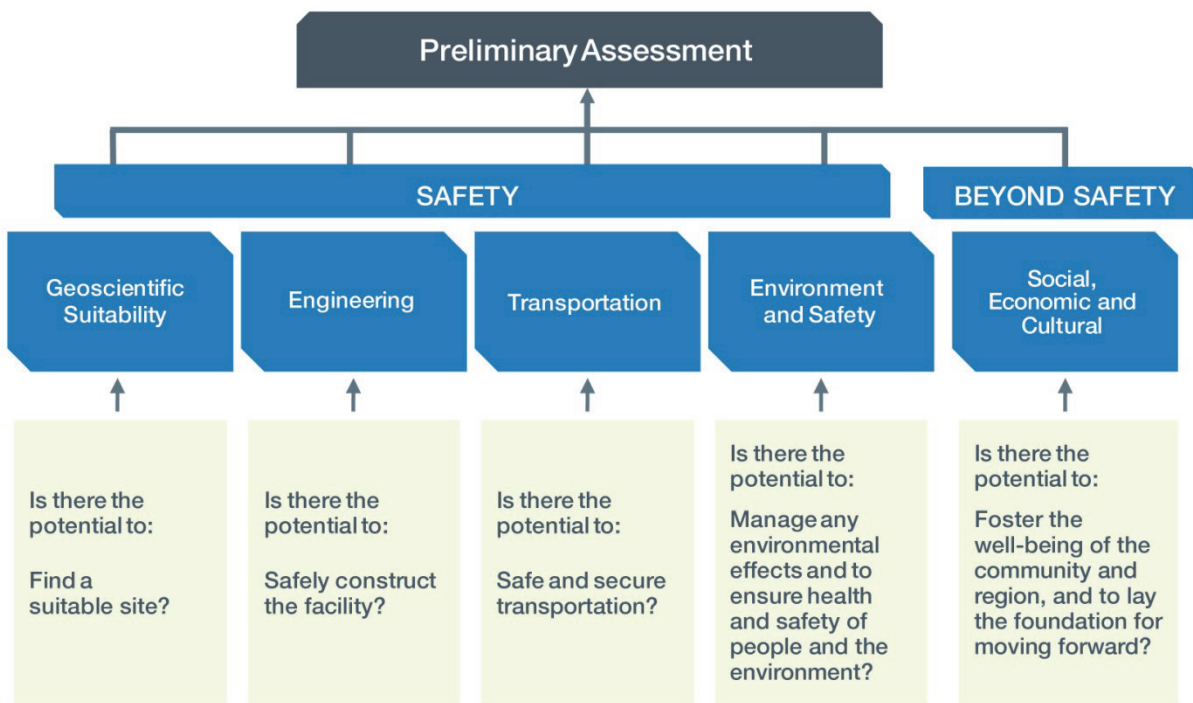 Preliminary Assessment
SAFETY
BEYOND SAFETY
Geoscientific
Suitability
Engineering
Transportation
Environment
and Safety
Social,
Economic and
Cultural
Is there the
potential to:
Find a
suitable site?
Is there the
potential to:
Safely construct
the facility?
Is there the
potential to:
Safe and secure
transportation?
Is there the
potential to:
Manage any
environmental
effects and to
ensure health
and safety of
people and the
environment?
Is there the
potential to:
Foster the
well-being of the
community and
region, and to lay
the foundation for
moving forward?